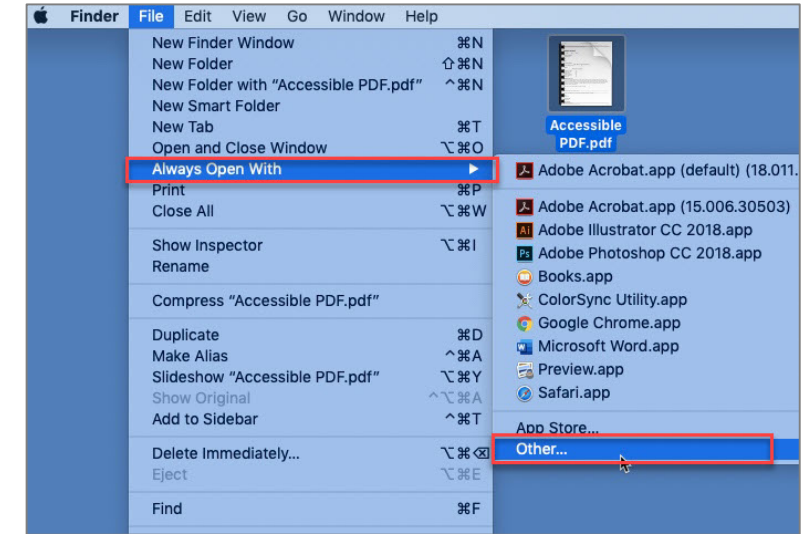 Finder File Edit View Go Window Help
New Finder Window ⌘N
New Folder ⇧⌘N
New Folder with “Accessible PDF.pdf” ^⌘N
New Smart Folder
New Tab ⌘T
Open and Close Window ⌥⌘O
Always Open With ▶
Print ⌘P
Close All ⌥⌘W
Show Inspector ⌥⌘I
Rename
Compress “Accessible PDF.pdf”
Duplicate ⌘D
Make Alias ^⌘A
Slideshow “Accessible PDF.pdf” ⌥⌘Y
Show Original ^⌥⌘A
Add to Sidebar ^⌘T
Delete Immediately... ⌥⌘⌫
Eject ⌥⌘E
Find ⌘F
Accessible
PDF.pdf
Adobe Acrobat.app (default) (18.011.
Adobe Acrobat.app (15.006.30503)
Ai Adobe Illustrator CC 2018.app
Ps Adobe Photoshop CC 2018.app
Books.app
ColorSync Utility.app
Google Chrome.app
Microsoft Word.app
Preview.app
Safari.app
App Store...
Other...